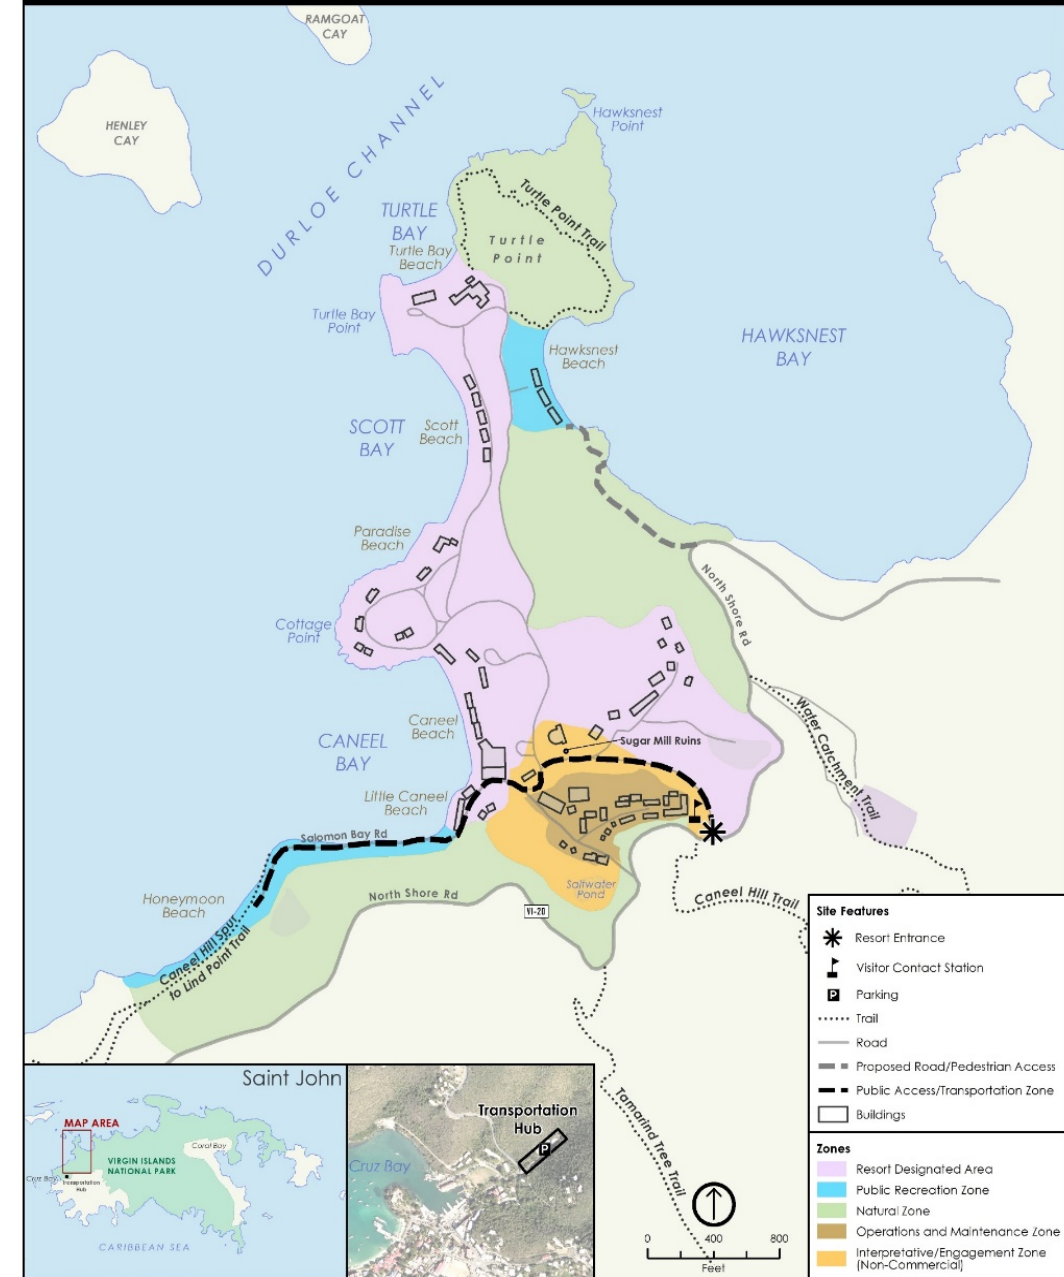 RAMGOAT
CAY
HENLEY
CAY
DURLOE CHANNEL
Hawksnest
Point
TURTLE
BAY
Turtle Bay
Beach
Turtle Point Trail
Turtle
Point
Turtle Bay
Point
Hawksnest
Beach
HAWKSNEST
BAY
SCOTT
BAY
Scott
Beach
Paradise
Beach
North Shore Rd
Cottage
Point
Caneel
Beach
CANEEL
BAY
Sugar Mill Ruins
Water Catchment Trail
Little Caneel
Beach
Salomon Bay Rd
Saltwater
Pond
North Shore Rd
VI-20
Caneel Hill Trail
Honeymoon
Beach
Caneel Hill Spur
to Lind Point Trail
Tamarind Tree Trail
Site Features
Resort Entrance
Visitor Contact Station
P
Parking
Trail
Road
Proposed Road/Pedestrian Access
Public Access/Transportation Zone
Buildings
Zones
Resort Designated Area
Public Recreation Zone
Natural Zone
Operations and Maintenance Zone
Interpretative/Engagement Zone
(Non-Commercial)
Saint John
MAP AREA
VIRGIN ISLANDS
NATIONAL PARK
Coral Bay
Cruz Bay
Transportation
Hub
CARIBBEAN SEA
Transportation
Hub
P
Cruz Bay
0 400 800
Feet